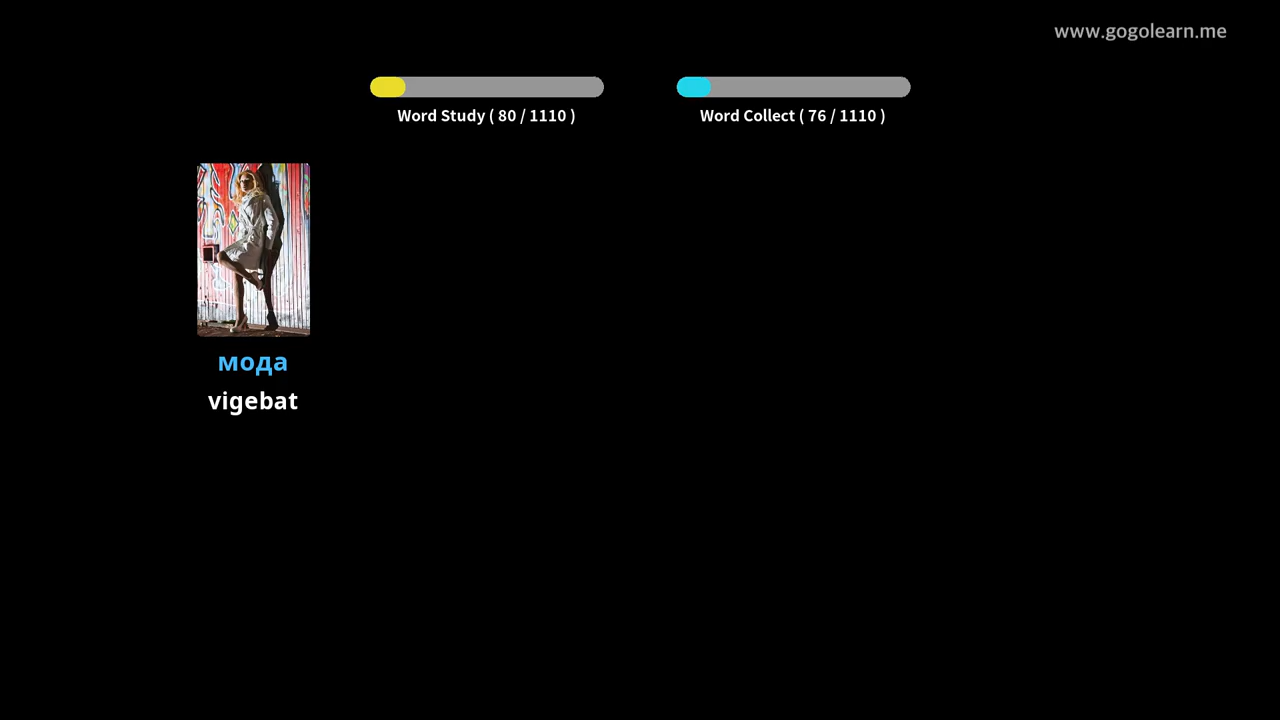 www.gogolearn.me
Word Study ( 80 / 1110 )
Word Collect ( 76 / 1110 )
мода
vigebat